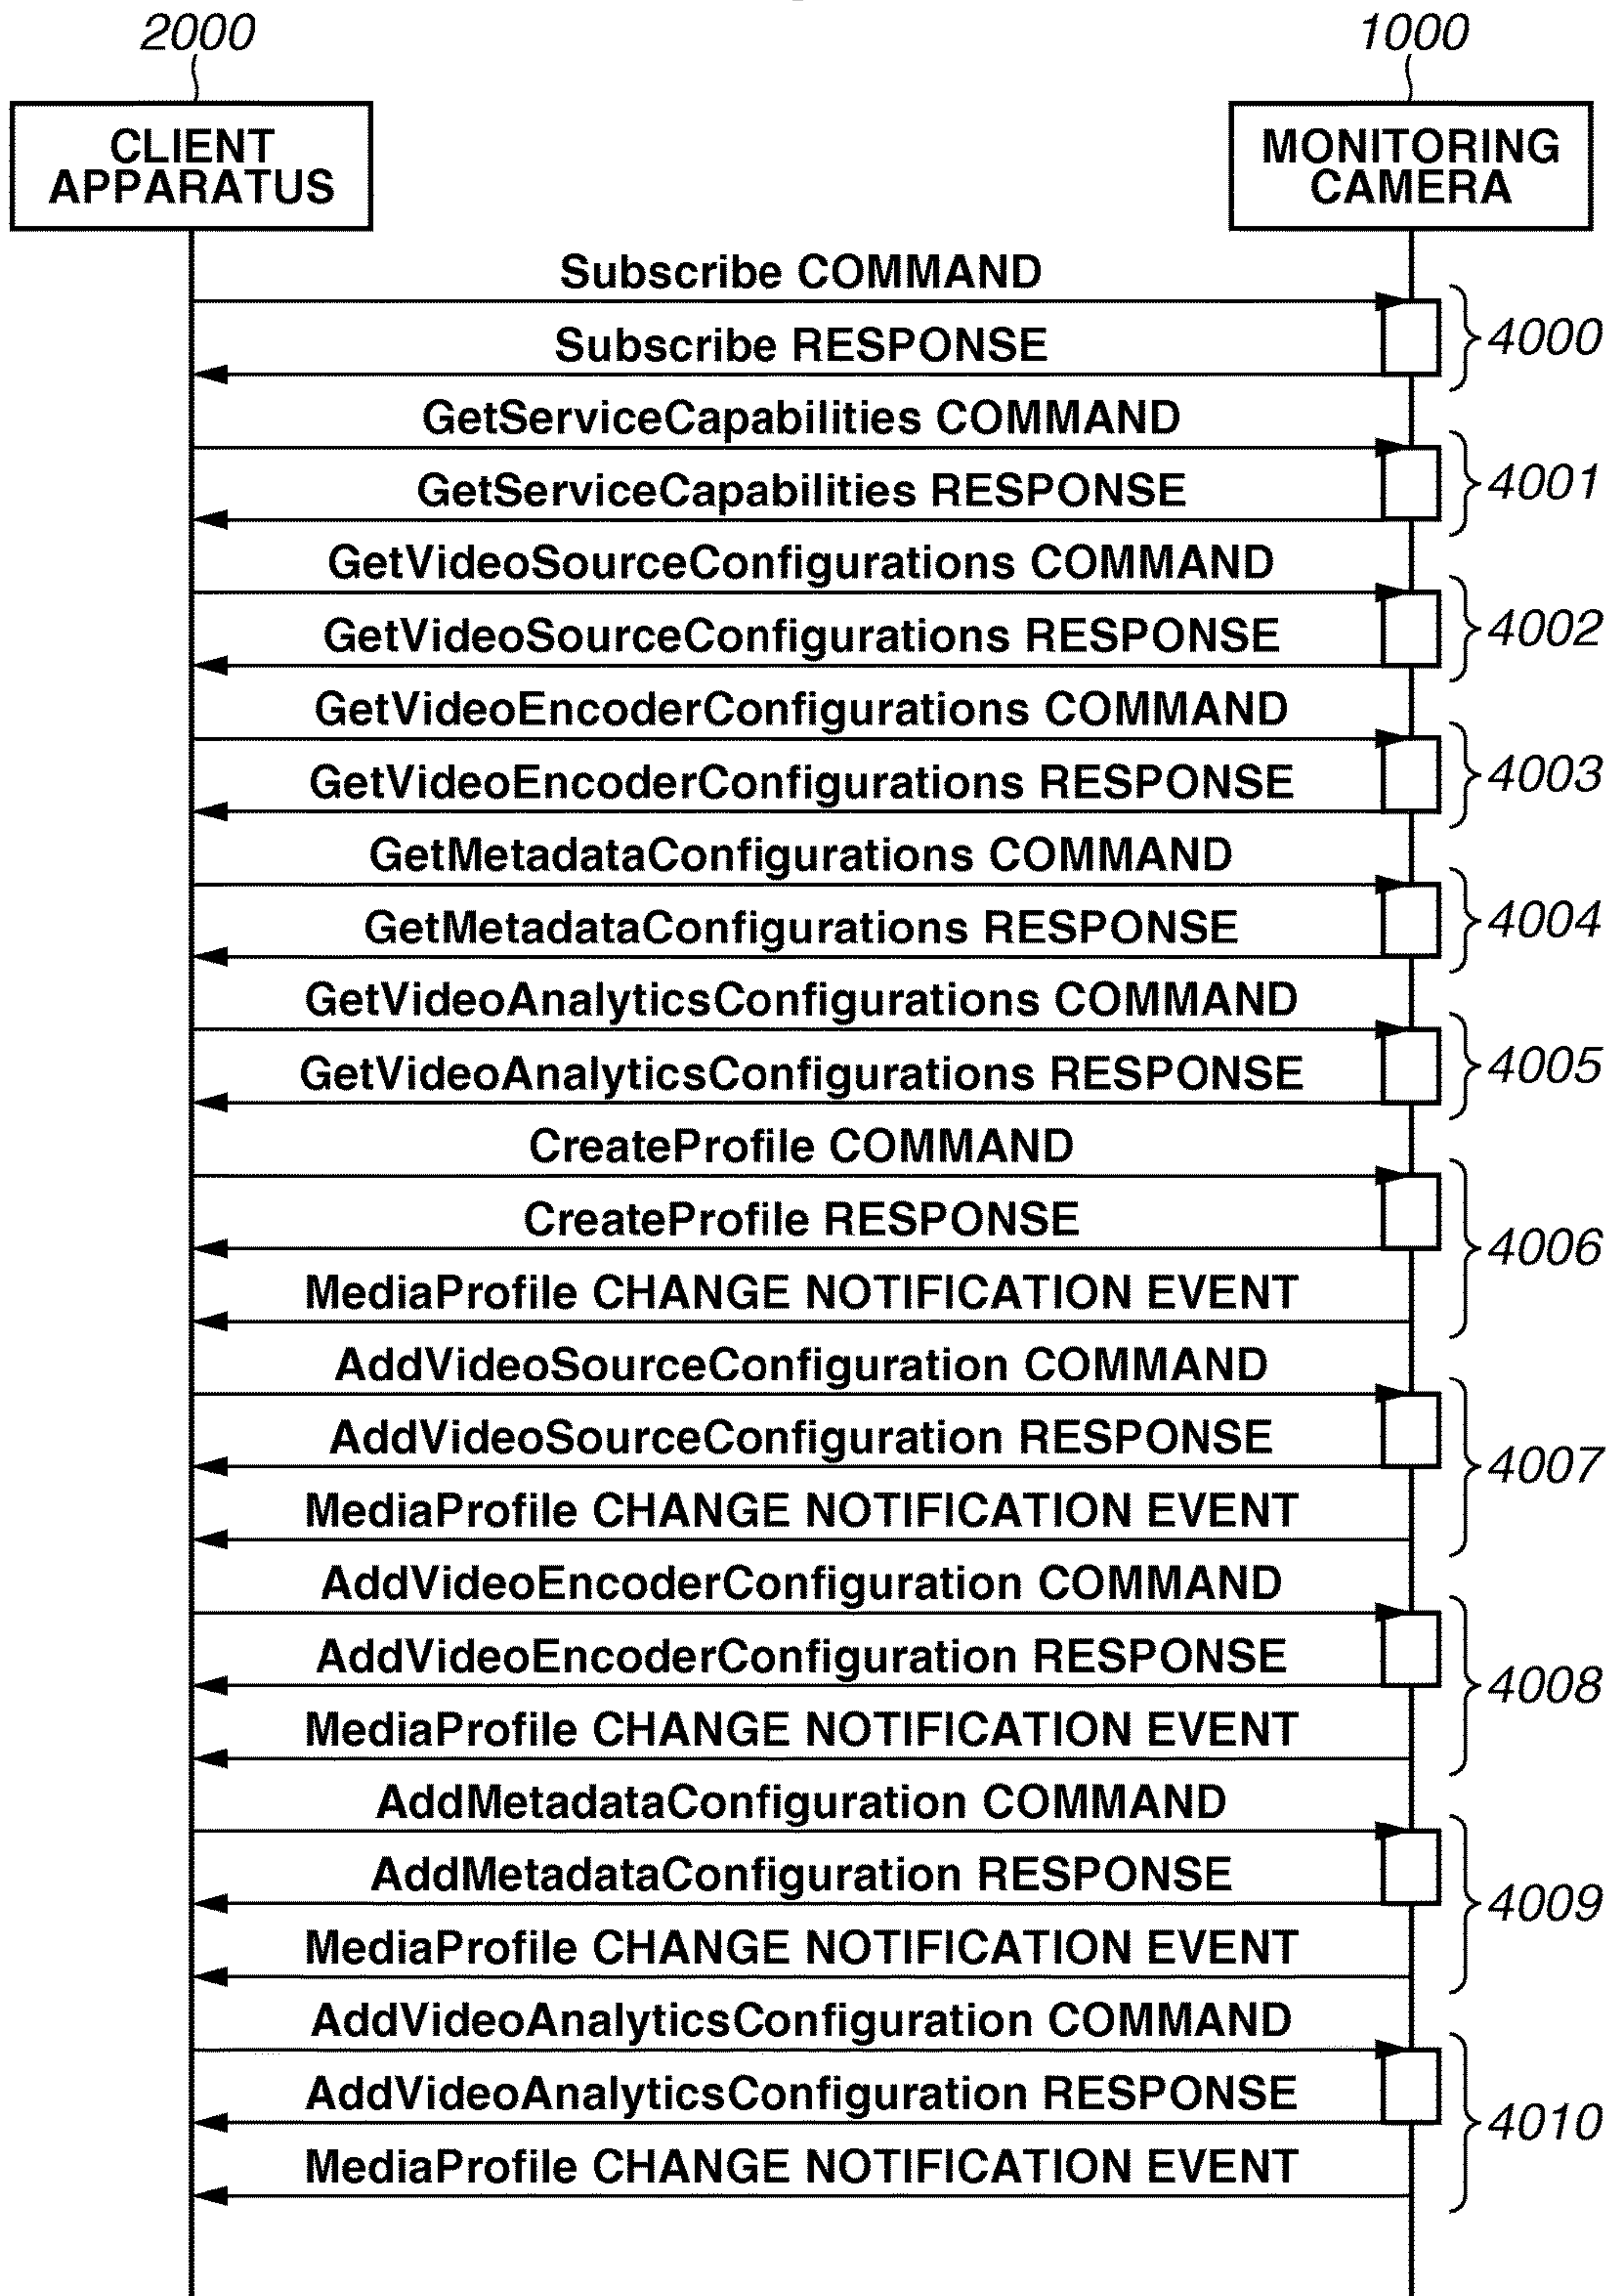 2000
1000
CLIENT
APPARATUS
MONITORING
CAMERA
Subscribe COMMAND
Subscribe RESPONSE
4000
GetServiceCapabilities COMMAND
GetServiceCapabilities RESPONSE
4001
GetVideoSourceConfigurations COMMAND
GetVideoSourceConfigurations RESPONSE
4002
GetVideoEncoderConfigurations COMMAND
GetVideoEncoderConfigurations RESPONSE
4003
GetMetadataConfigurations COMMAND
GetMetadataConfigurations RESPONSE
4004
GetVideoAnalyticsConfigurations COMMAND
GetVideoAnalyticsConfigurations RESPONSE
4005
CreateProfile COMMAND
CreateProfile RESPONSE
MediaProfile CHANGE NOTIFICATION EVENT
4006
AddVideoSourceConfiguration COMMAND
AddVideoSourceConfiguration RESPONSE
MediaProfile CHANGE NOTIFICATION EVENT
4007
AddVideoEncoderConfiguration COMMAND
AddVideoEncoderConfiguration RESPONSE
MediaProfile CHANGE NOTIFICATION EVENT
4008
AddMetadataConfiguration COMMAND
AddMetadataConfiguration RESPONSE
MediaProfile CHANGE NOTIFICATION EVENT
4009
AddVideoAnalyticsConfiguration COMMAND
AddVideoAnalyticsConfiguration RESPONSE
MediaProfile CHANGE NOTIFICATION EVENT
4010